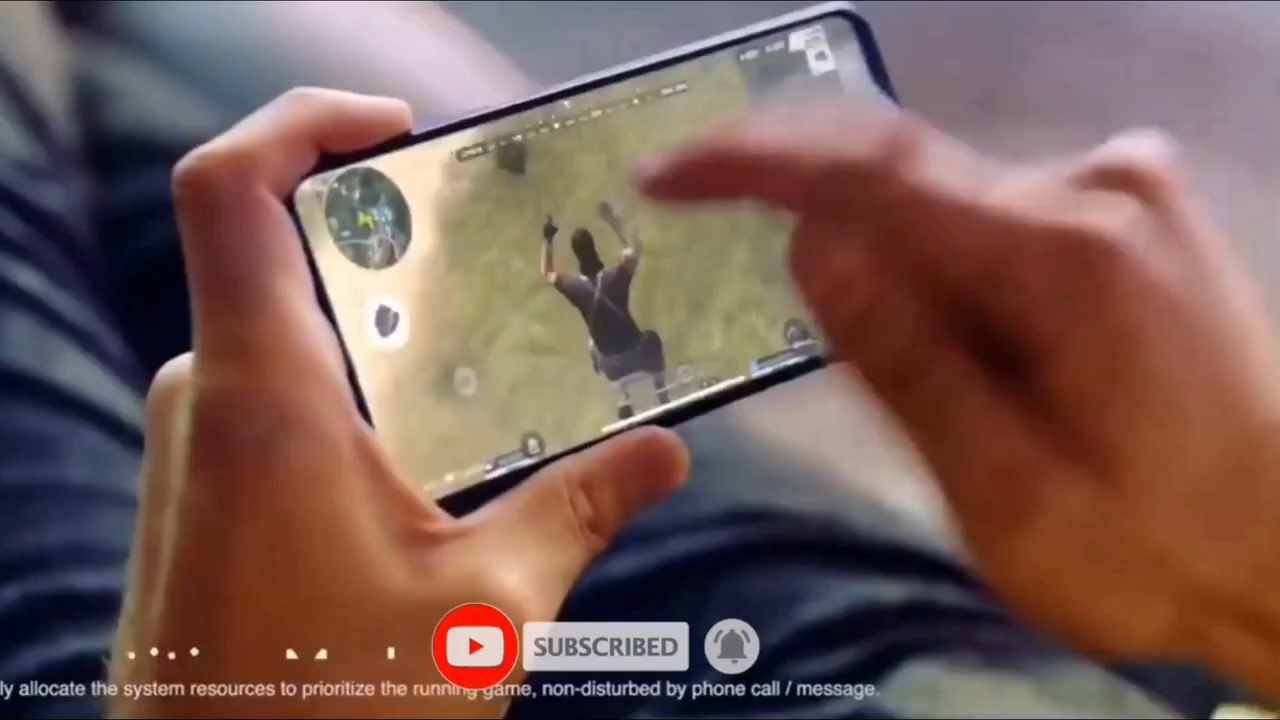 SUBSCRIBED
ly allocate the system resources to prioritize the running game, non-disturbed by phone call / message.